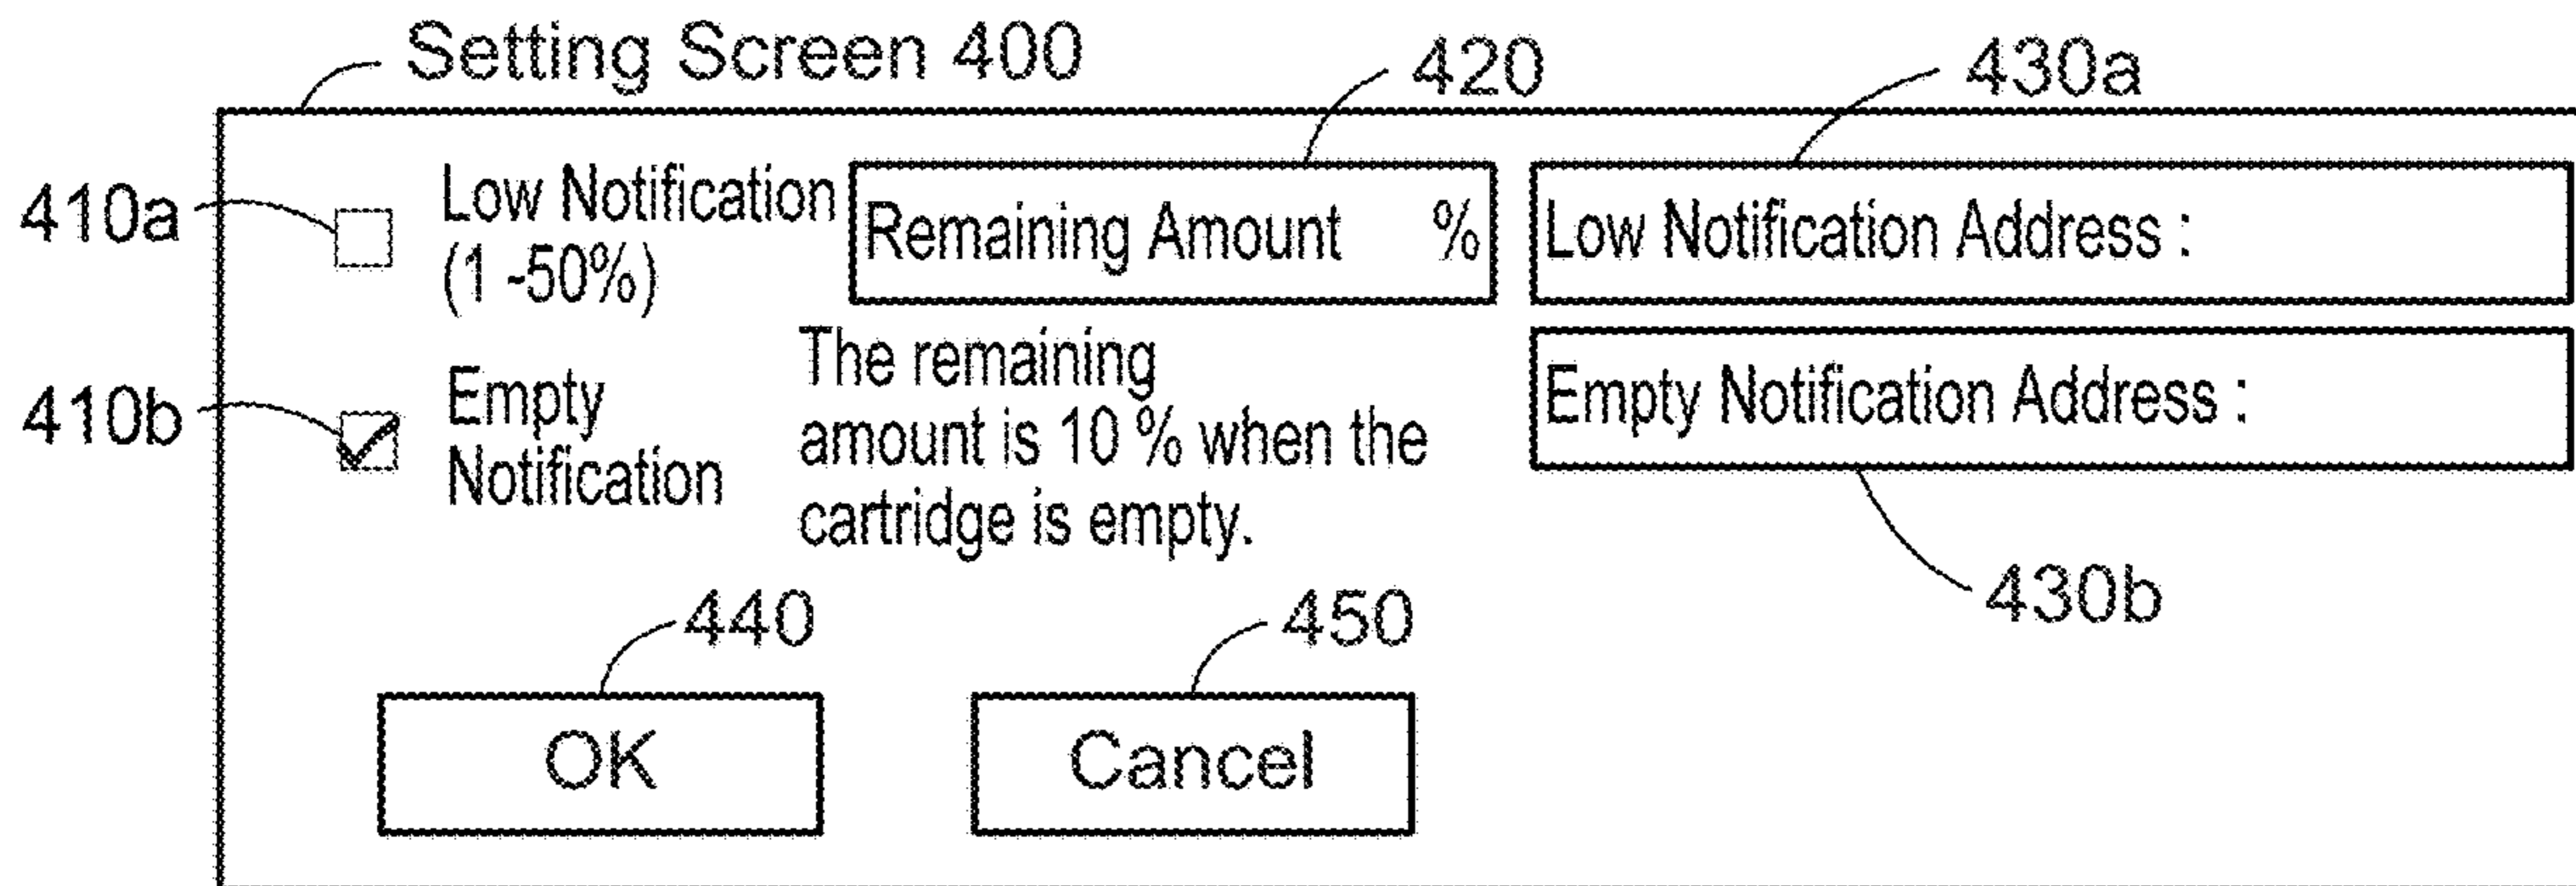 Setting Screen 400
420
430a
410a
Low Notification
(1 -50%)
Remaining Amount %
Low Notification Address :
410b
Empty
Notification
The remaining
amount is 10 % when the
cartridge is empty.
Empty Notification Address :
430b
440
450
OK
Cancel